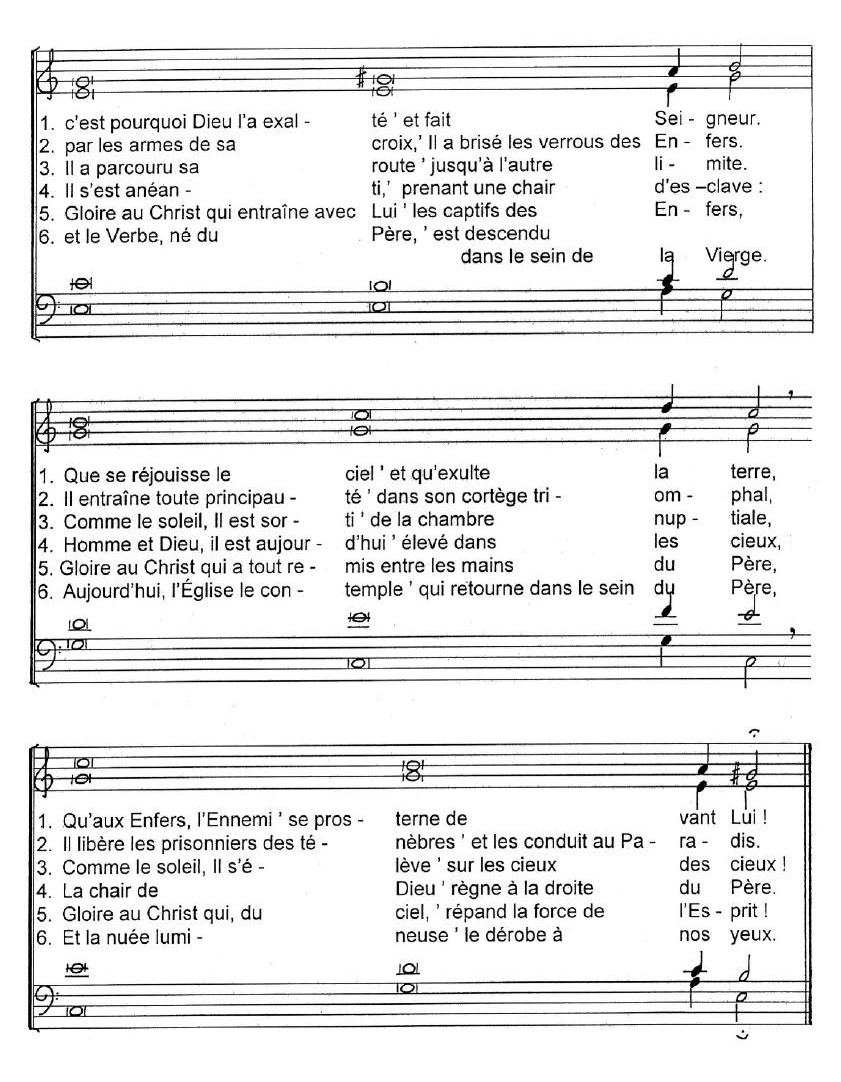 1. c'est pourquoi Dieu l'a exal - té ' et fait Sei - gneur.
2. par les armes de sa croix,' Il a brisé les verrous des En - fers.
3. Il a parcouru sa route ' jusqu'à l'autre li - mite.
4. Il s'est anéan - ti,' prenant une chair d'es –clave :
5. Gloire au Christ qui entraîne avec Lui ' les captifs des En - fers,
6. et le Verbe, né du Père, ' est descendu
dans le sein de la Vierge.
1. Que se réjouisse le ciel ' et qu'exulte la terre,
2. Il entraîne toute principau - té ' dans son cortège tri - om - phal,
3. Comme le soleil, Il est sor - ti ' de la chambre nup - tiale,
4. Homme et Dieu, il est aujour - d'hui ' élevé dans les cieux,
5. Gloire au Christ qui a tout re - mis entre les mains du Père,
6. Aujourd'hui, l'Église le con - temple ' qui retourne dans le sein du Père,
1. Qu'aux Enfers, l'Ennemi ' se pros - terne de vant Lui !
2. Il libère les prisonniers des té - nèbres ' et les conduit au Pa - ra - dis.
3. Comme le soleil, Il s'é - lève ' sur les cieux des cieux !
4. La chair de Dieu ' règne à la droite du Père.
5. Gloire au Christ qui, du ciel, ' répand la force de l'Es - prit !
6. Et la nuée lumi - neuse ' le dérobe à nos yeux.